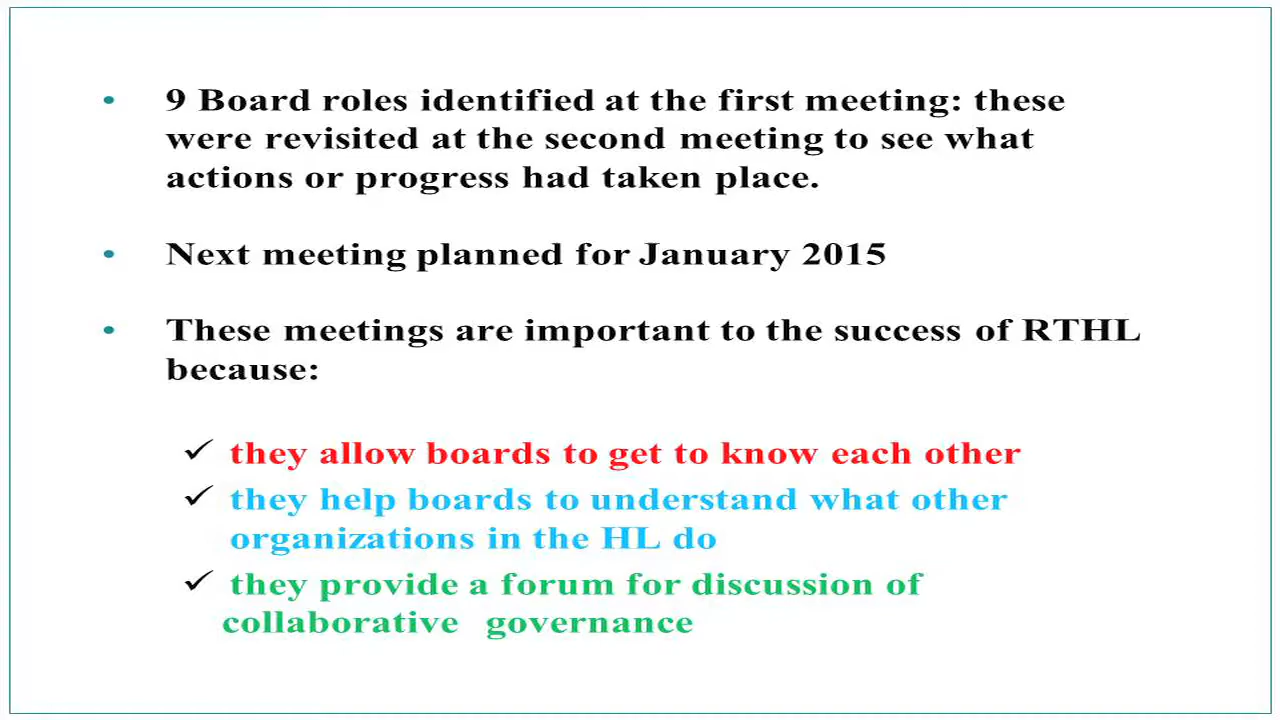 • 9 Board roles identified at the first meeting: these
were revisited at the second meeting to see what
actions or progress had taken place.
• Next meeting planned for January 2015
• These meetings are important to the success of RTHL
because:
✓ they allow boards to get to know each other
✓ they help boards to understand what other
organizations in the HL do
✓ they provide a forum for discussion of
collaborative governance